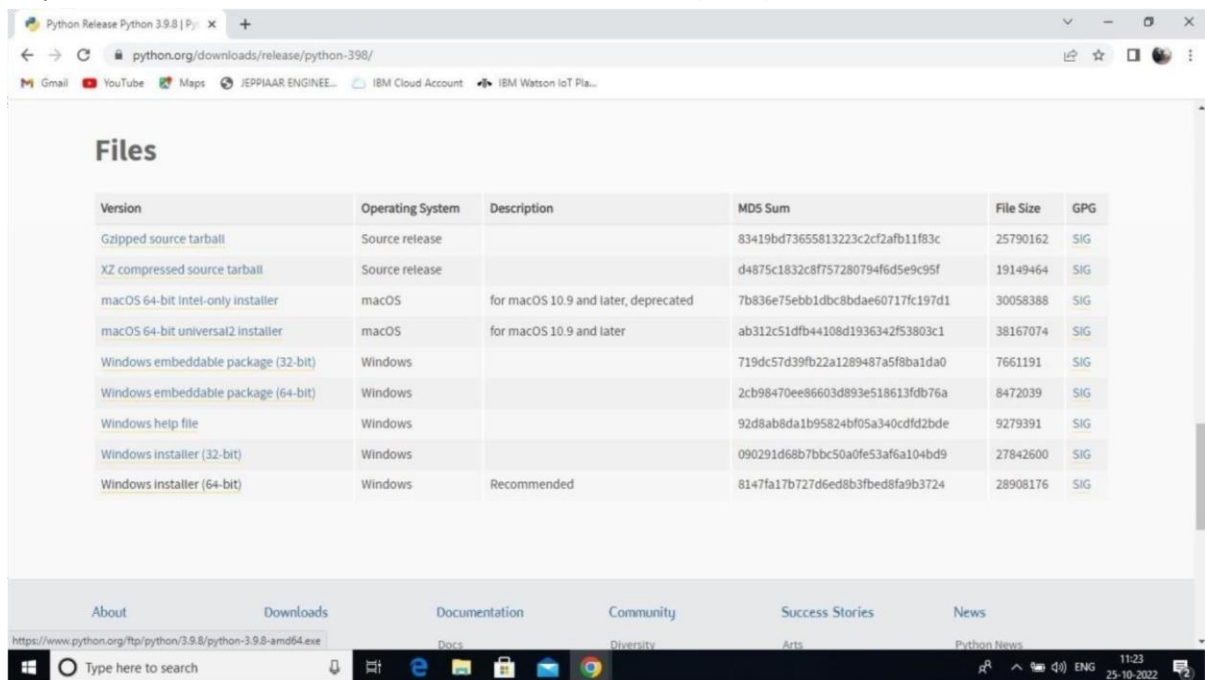 Python Release Python 3.9.8 | Py
python.org/downloads/release/python-398/
Gmail YouTube Maps JEPPIAAR ENGINEE... IBM Cloud Account IBM Watson IoT Pla...
Files
Version Operating System Description MD5 Sum File Size GPG
Gzipped source tarball Source release 83419bd73655813223c2cf2afb11f83c 25790162 SIG
XZ compressed source tarball Source release d4875c1832c8f757280794f6d5e9c95f 19149464 SIG
macOS 64-bit Intel-only installer macOS for macOS 10.9 and later, deprecated 7b836e75ebb1dbc8bdae60717fc197d1 30058388 SIG
macOS 64-bit universal2 installer macOS for macOS 10.9 and later ab312c51dfb44108d1936342f53803c1 38167074 SIG
Windows embeddable package (32-bit) Windows 719dc57d39fb22a1289487a5f8ba1da0 7661191 SIG
Windows embeddable package (64-bit) Windows 2cb98470ee86603d893e518613fdb76a 8472039 SIG
Windows help file Windows 92d8ab8da1b95824bf05a340cdfd2bde 9279391 SIG
Windows installer (32-bit) Windows 090291d68b7bbc50a0fe53af6a104bd9 27842600 SIG
Windows installer (64-bit) Windows Recommended 8147fa17b727d6ed8b3fbed8fa9b3724 28908176 SIG
About Downloads Documentation Community Success Stories News
Docs Diversity Arts Python News
https://www.python.org/ftp/python/3.9.8/python-3.9.8-amd64.exe
Type here to search ENG 11:23
25-10-2022